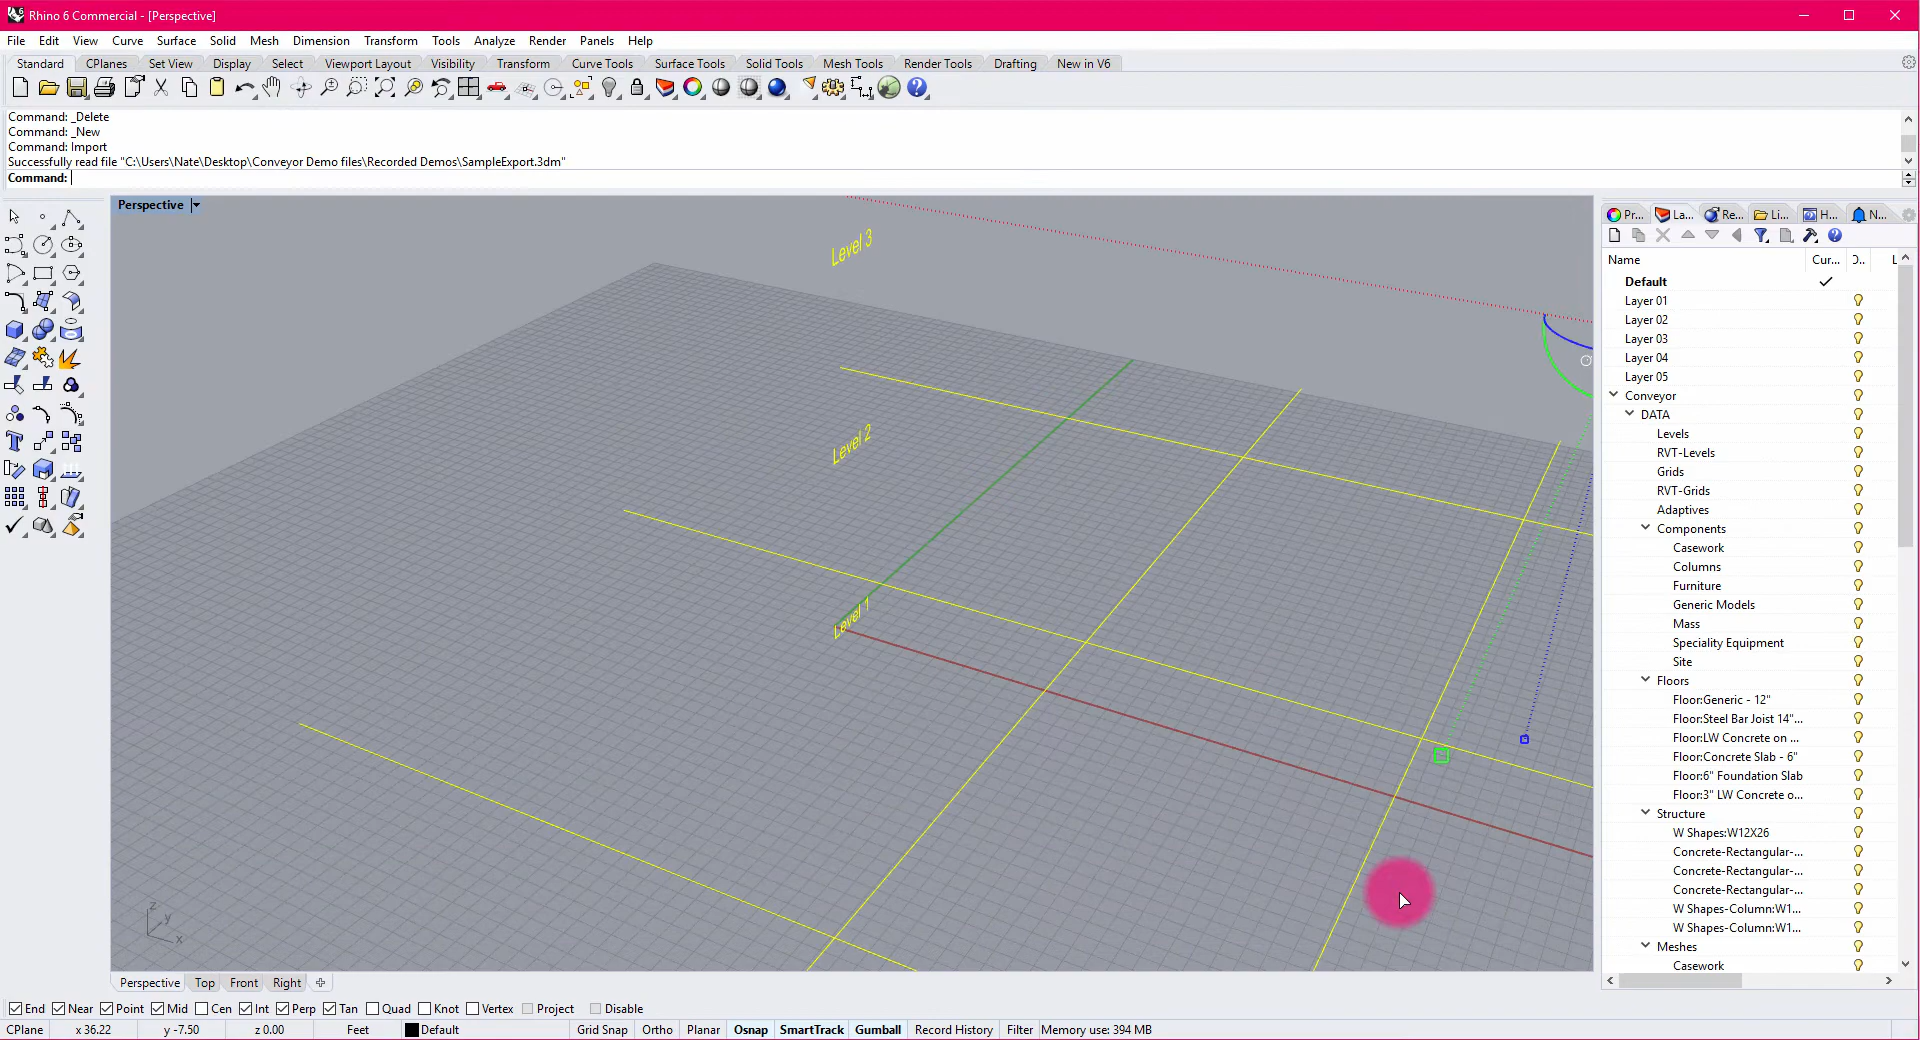 Rhino 6 Commercial - [Perspective]
File Edit View Curve Surface Solid Mesh Dimension Transform Tools Analyze Render Panels Help
Standard CPlanes Set View Display Select Viewport Layout Visibility Transform Curve Tools Surface Tools Solid Tools Mesh Tools Render Tools Drafting New in V6
Command: _Delete
Command: _New
Command: Import
Successfully read file "C:\Users\Nate\Desktop\Conveyor Demo files\Recorded Demos\SampleExport.3dm"
Command:
Perspective
Level 3
Level 2
Level 1
z
y
x
Pr... La... Re... Li... H... N...
Name Cur... O.. L
Default
Layer 01
Layer 02
Layer 03
Layer 04
Layer 05
Conveyor
DATA
Levels
RVT-Levels
Grids
RVT-Grids
Adaptives
Components
Casework
Columns
Furniture
Generic Models
Mass
Speciality Equipment
Site
Floors
Floor:Generic - 12"
Floor:Steel Bar Joist 14"...
Floor:LW Concrete on ...
Floor:Concrete Slab - 6"
Floor:6" Foundation Slab
Floor:3" LW Concrete o...
Structure
W Shapes:W12X26
Concrete-Rectangular-...
Concrete-Rectangular-...
Concrete-Rectangular-...
W Shapes-Column:W1...
W Shapes-Column:W1...
Meshes
Casework
Perspective Top Front Right
End Near Point Mid Cen Int Perp Tan Quad Knot Vertex Project Disable
CPlane x 36.22 y -7.50 z 0.00 Feet Default Grid Snap Ortho Planar Osnap SmartTrack Gumball Record History Filter Memory use: 394 MB